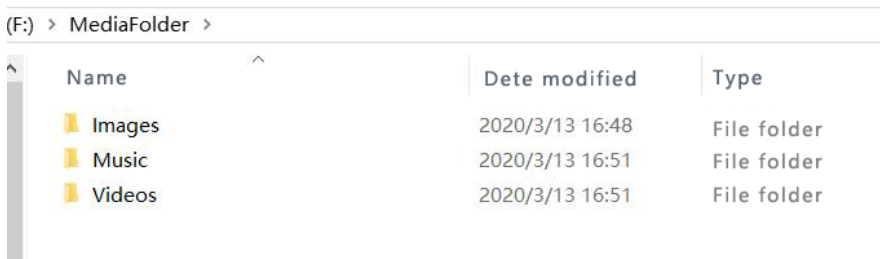 (F:) > MediaFolder >
Name Dete modified Type
Images 2020/3/13 16:48 File folder
Music 2020/3/13 16:51 File folder
Videos 2020/3/13 16:51 File folder